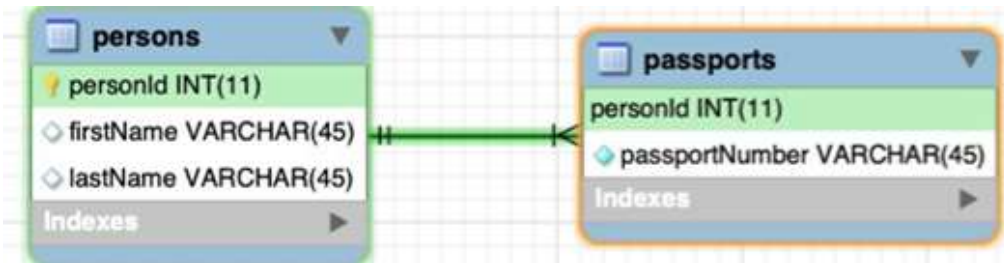 persons
personId INT(11)
firstName VARCHAR(45)
lastName VARCHAR(45)
Indexes
passports
personId INT(11)
passportNumber VARCHAR(45)
Indexes